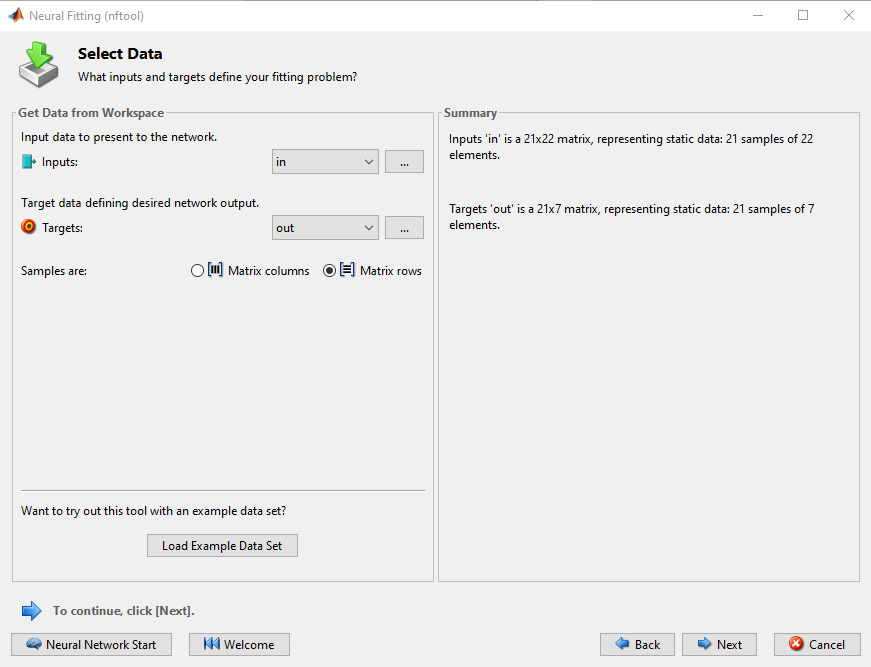 Neural Fitting (nftool)
Select Data
What inputs and targets define your fitting problem?
Get Data from Workspace
Input data to present to the network.
Inputs:
in
...
Target data defining desired network output.
Targets:
out
...
Samples are:
Matrix columns
Matrix rows
Want to try out this tool with an example data set?
Load Example Data Set
Summary
Inputs 'in' is a 21x22 matrix, representing static data: 21 samples of 22
elements.
Targets 'out' is a 21x7 matrix, representing static data: 21 samples of 7
elements.
To continue, click [Next].
Neural Network Start
Welcome
Back
Next
Cancel